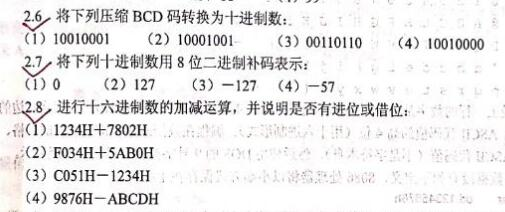 2.6 将下列压缩 BCD 码转换为十进制数:
(1) 10010001 (2) 10001001 (3) 00110110 (4) 10010000
2.7 将下列十进制数用 8 位二进制补码表示:
(1) 0 (2) 127 (3) −127 (4) −57
2.8 进行十六进制数的加减运算，并说明是否有进位或借位:
(1) 1234H+7802H
(2) F034H+5AB0H
(3) C051H−1234H
(4) 9876H−ABCDH